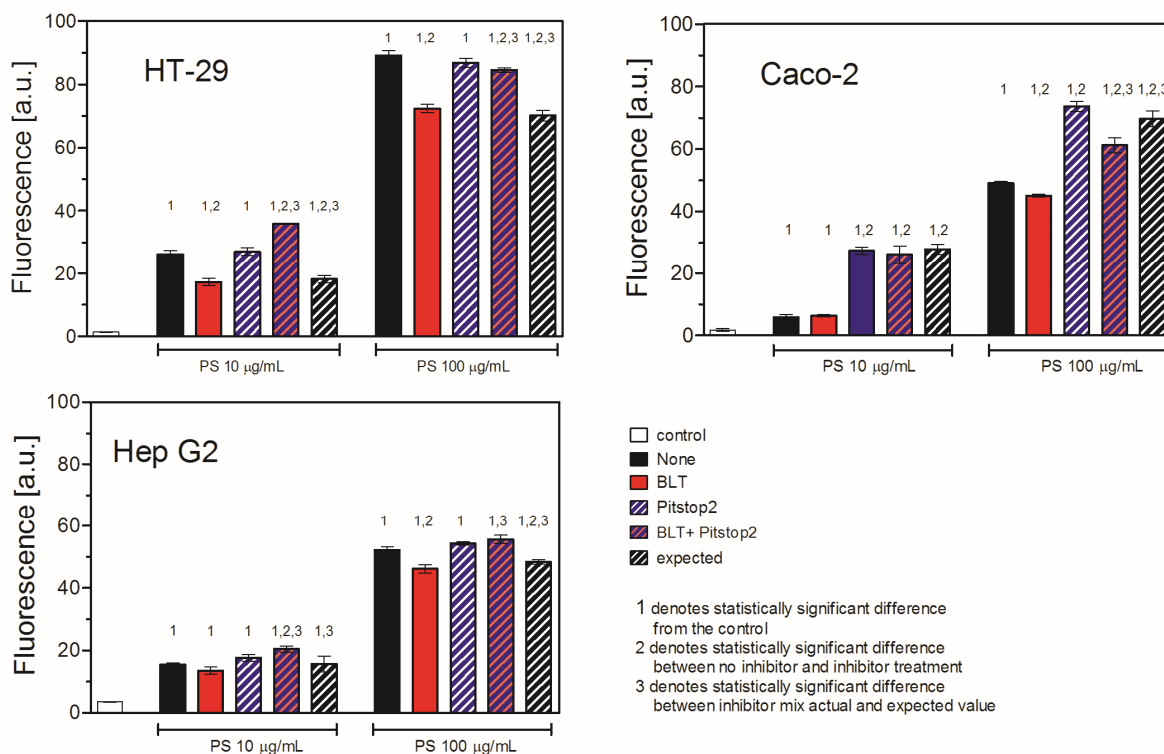 HT-29
Fluorescence [a.u.]
100
80
60
40
20
0
1 1,2 1 1,2,3 1,2,3
1 1,2 1 1,2,3 1,2,3
PS 10 µg/mL PS 100 µg/mL
Caco-2
Fluorescence [a.u.]
100
80
60
40
20
0
1 1 1,2 1,2 1,2
1 1,2 1,2 1,2,3 1,2,3
PS 10 µg/mL PS 100 µg/mL
Hep G2
Fluorescence [a.u.]
100
80
60
40
20
0
1 1 1 1,2,3 1,3
1 1,2 1 1,3 1,2,3
PS 10 µg/mL PS 100 µg/mL
control
None
BLT
Pitstop2
BLT+ Pitstop2
expected
1 denotes statistically significant difference
from the control
2 denotes statistically significant difference
between no inhibitor and inhibitor treatment
3 denotes statistically significant difference
between inhibitor mix actual and expected value